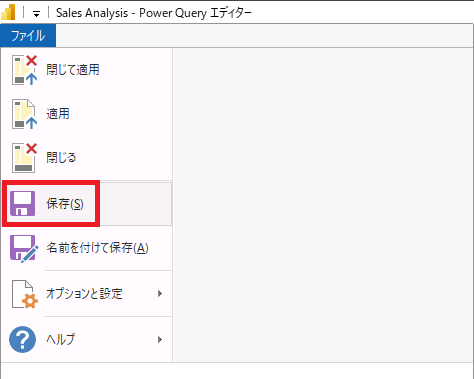 Sales Analysis - Power Query エディター
ファイル
閉じて適用
適用
閉じる
保存(S)
名前を付けて保存(A)
オプションと設定
ヘルプ